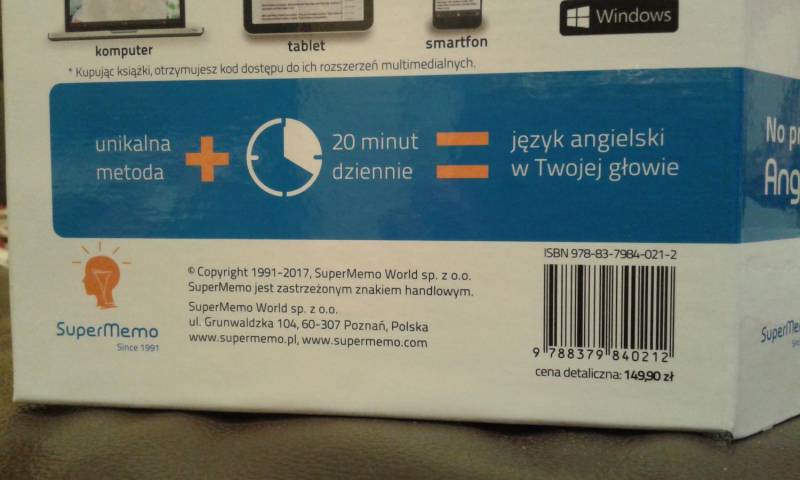 Windows
komputer
tablet
smartfon
* Kupując książki, otrzymujesz kod dostępu do ich rozszerzeń multimedialnych.
unikalna
metoda
+
20 minut
dziennie
=
język angielski
w Twojej głowie
No
Ang
SuperMemo
Since 1991
© Copyright 1991-2017, SuperMemo World sp. z o.o.
SuperMemo jest zastrzeżonym znakiem handlowym.
SuperMemo World sp. z o.o.
ul. Grunwaldzka 104, 60-307 Poznań, Polska
www.supermemo.pl, www.supermemo.com
ISBN 978-83-7984-021-2
9 788379 840212
cena detaliczna: 149,90 zł
SuperMe